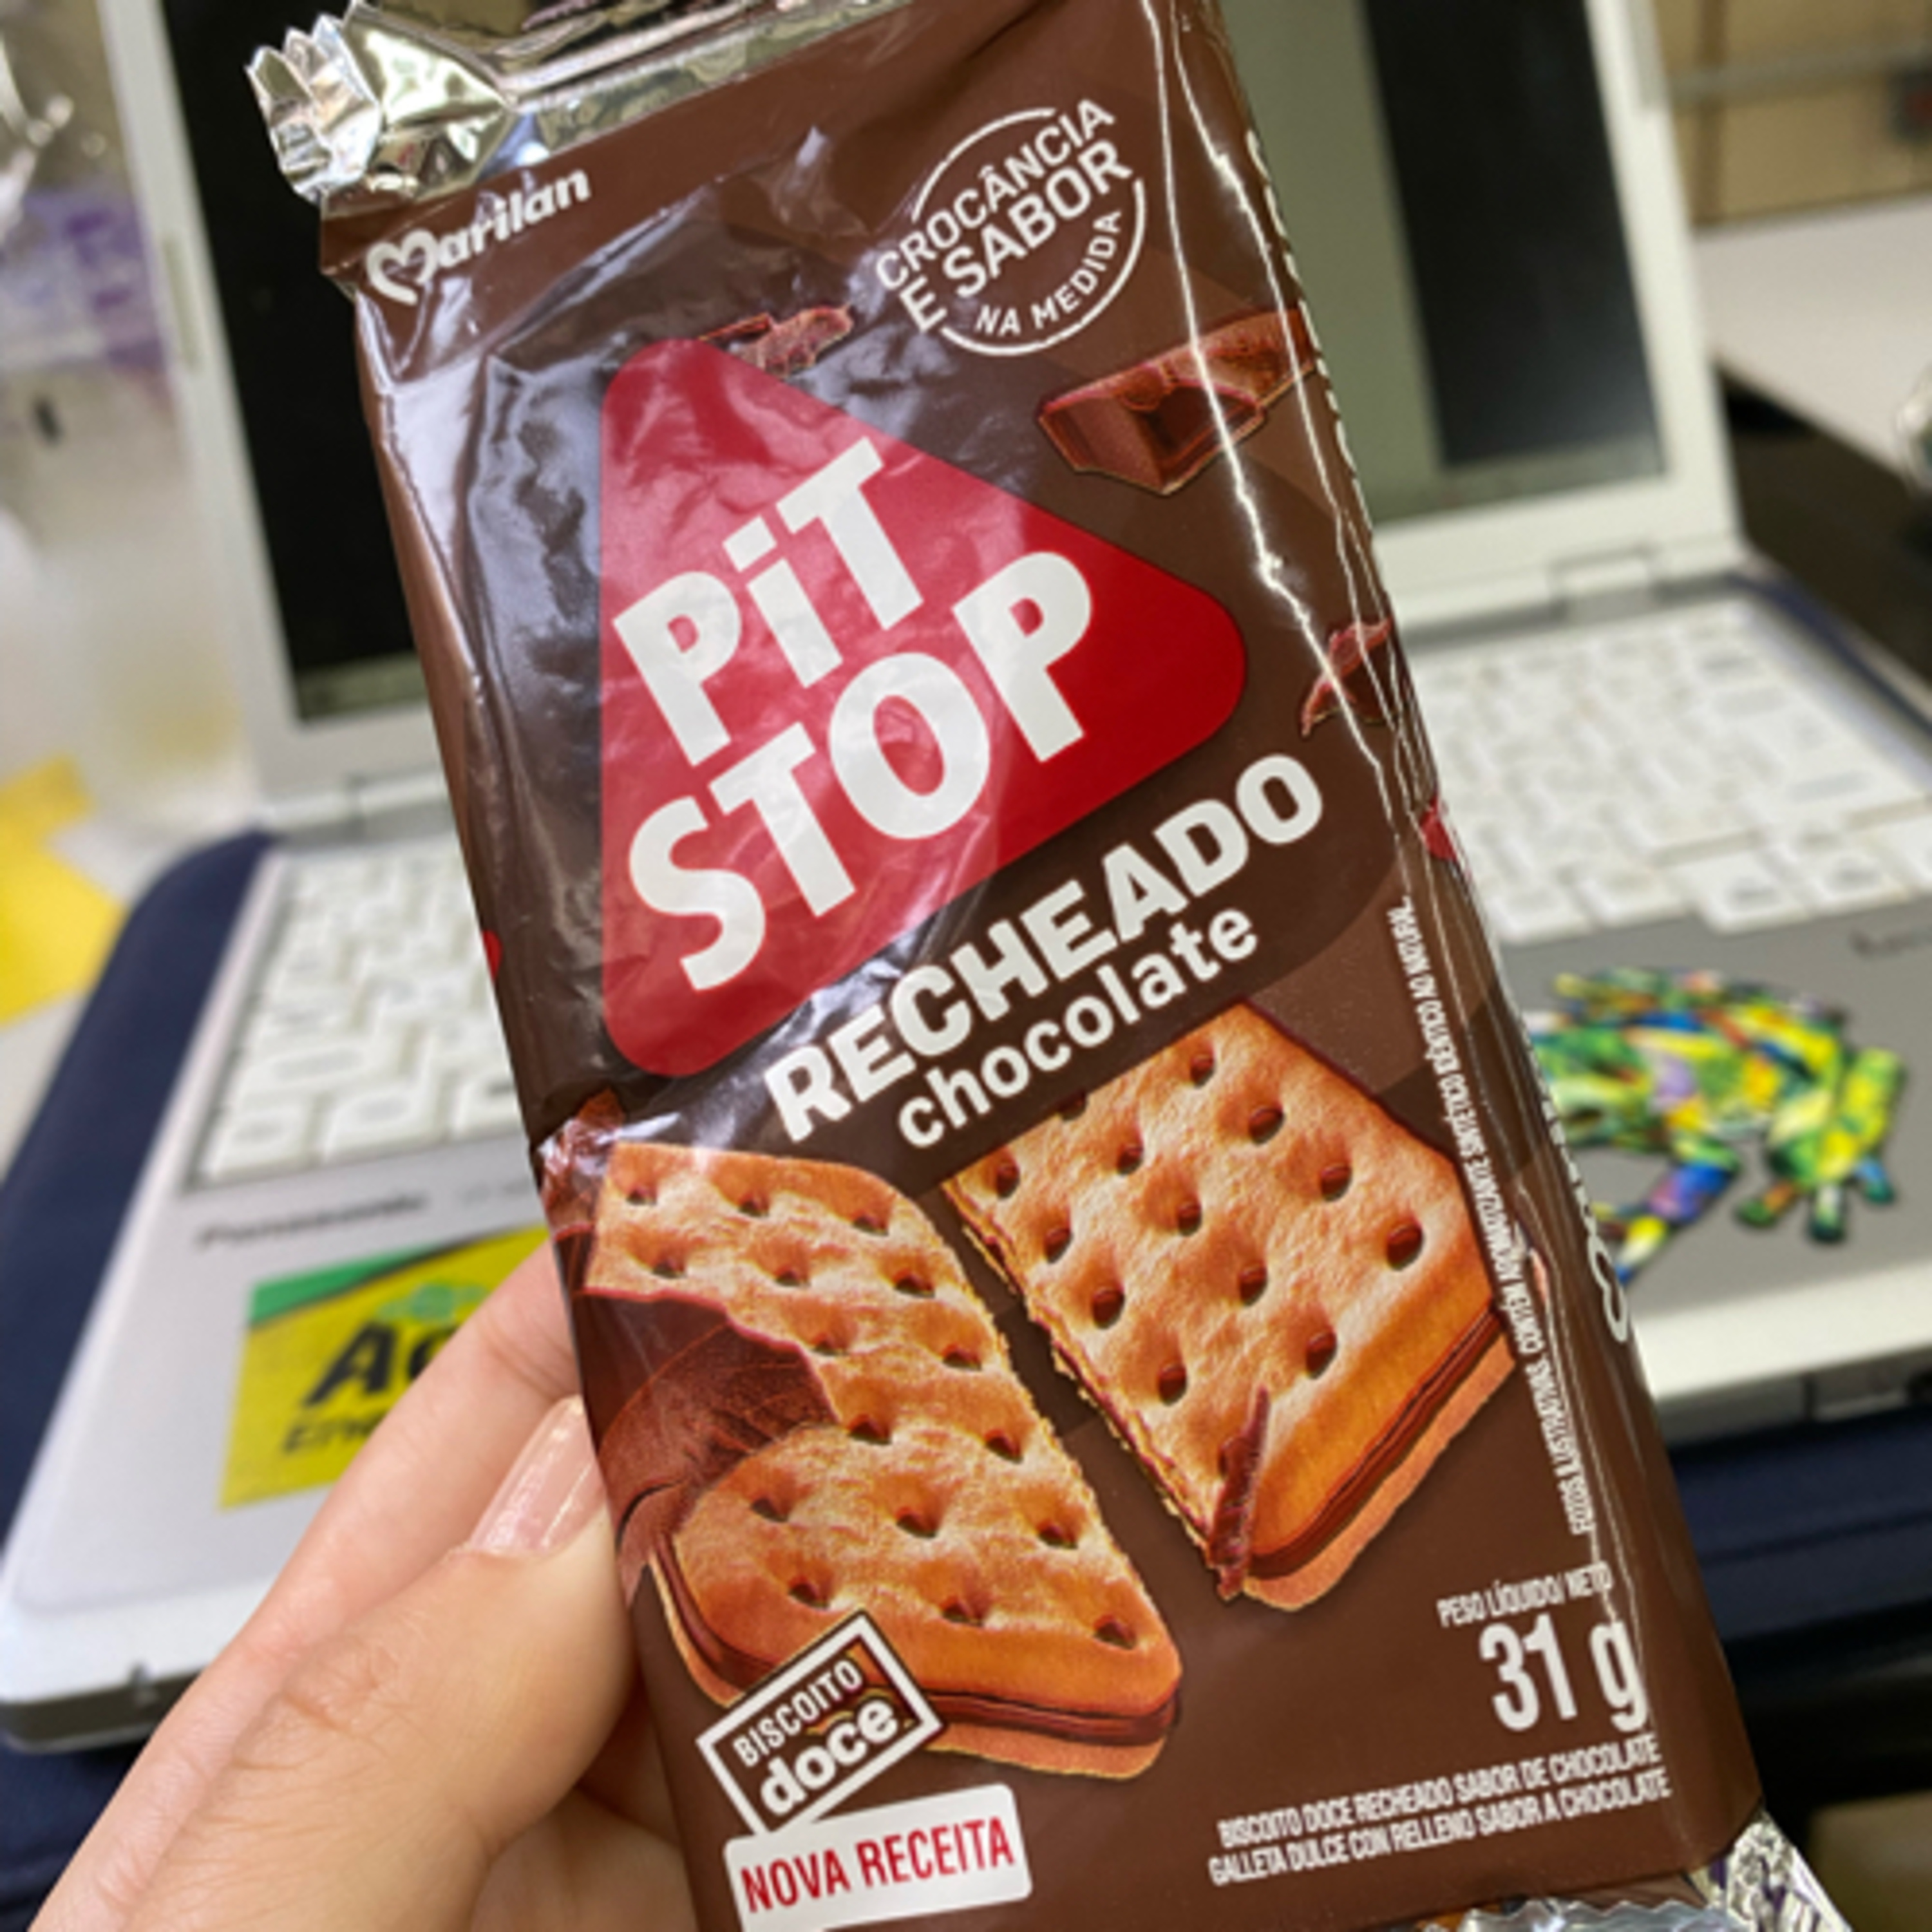 Marilan
CROCÂNCIA
E SABOR
NA MEDIDA
PiT
STOP
RECHEADO
chocolate
FOTOS ILUSTRATIVAS. CONTÉM AROMATIZANTE SINTÉTICO IDÊNTICO AO NATURAL.
PESO LÍQUIDO/ NETO
31 g
BISCOITO
doce
NOVA RECEITA
BISCOITO DOCE RECHEADO SABOR DE CHOCOLATE
GALLETA DULCE CON RELLENO SABOR A CHOCOLATE
Panasonic